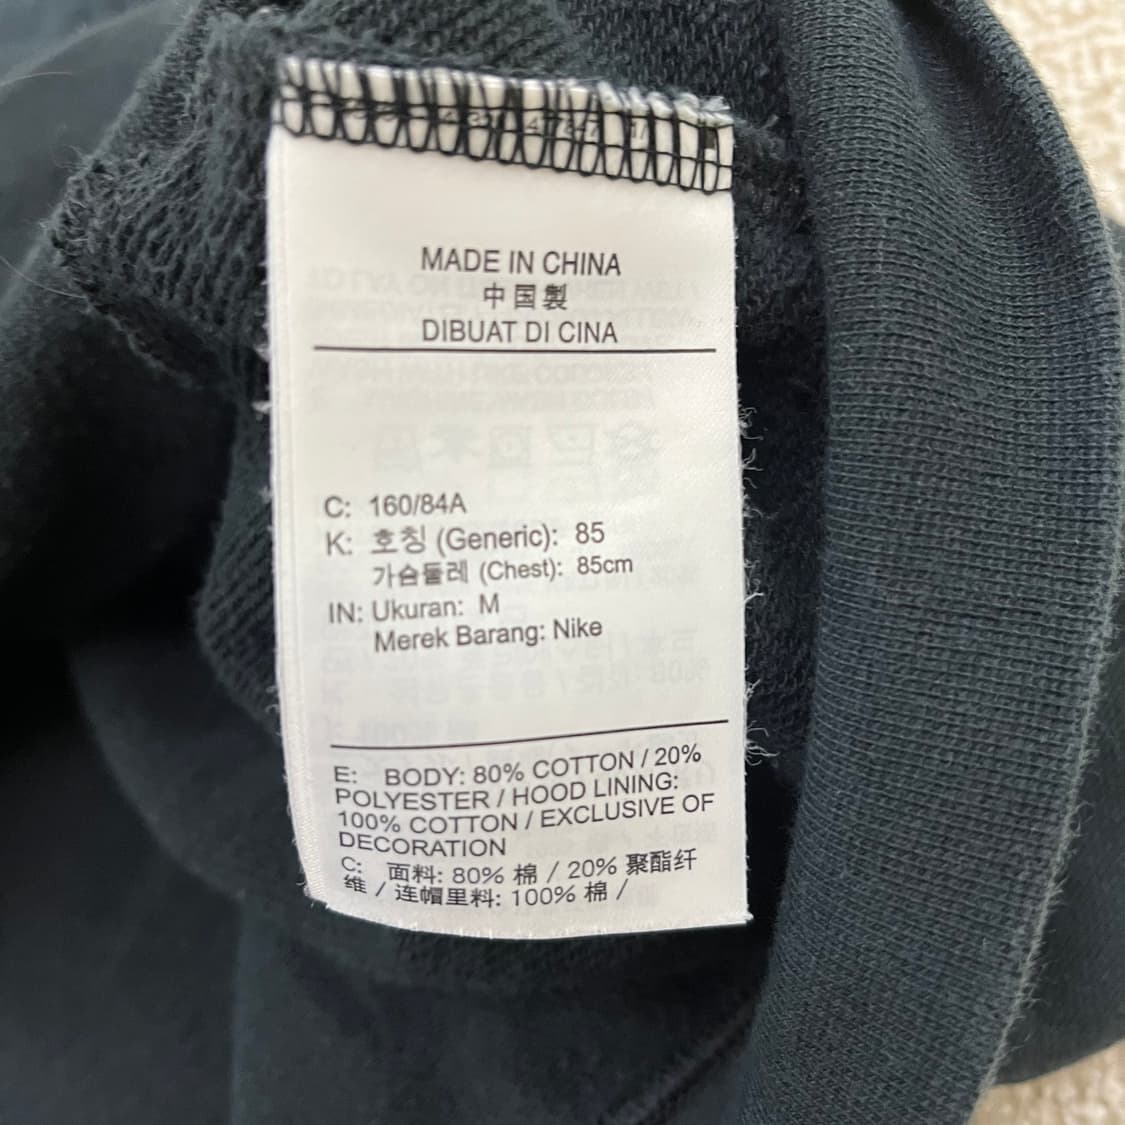 MADE IN CHINA
中国製
DIBUAT DI CINA
C: 160/84A
K: 호칭 (Generic): 85
가슴둘레 (Chest): 85cm
IN: Ukuran: M
Merek Barang: Nike
E: BODY: 80% COTTON / 20%
POLYESTER / HOOD LINING:
100% COTTON / EXCLUSIVE OF
DECORATION
C: 面料: 80% 棉 / 20% 聚酯纤
维 / 连帽里料: 100% 棉 /